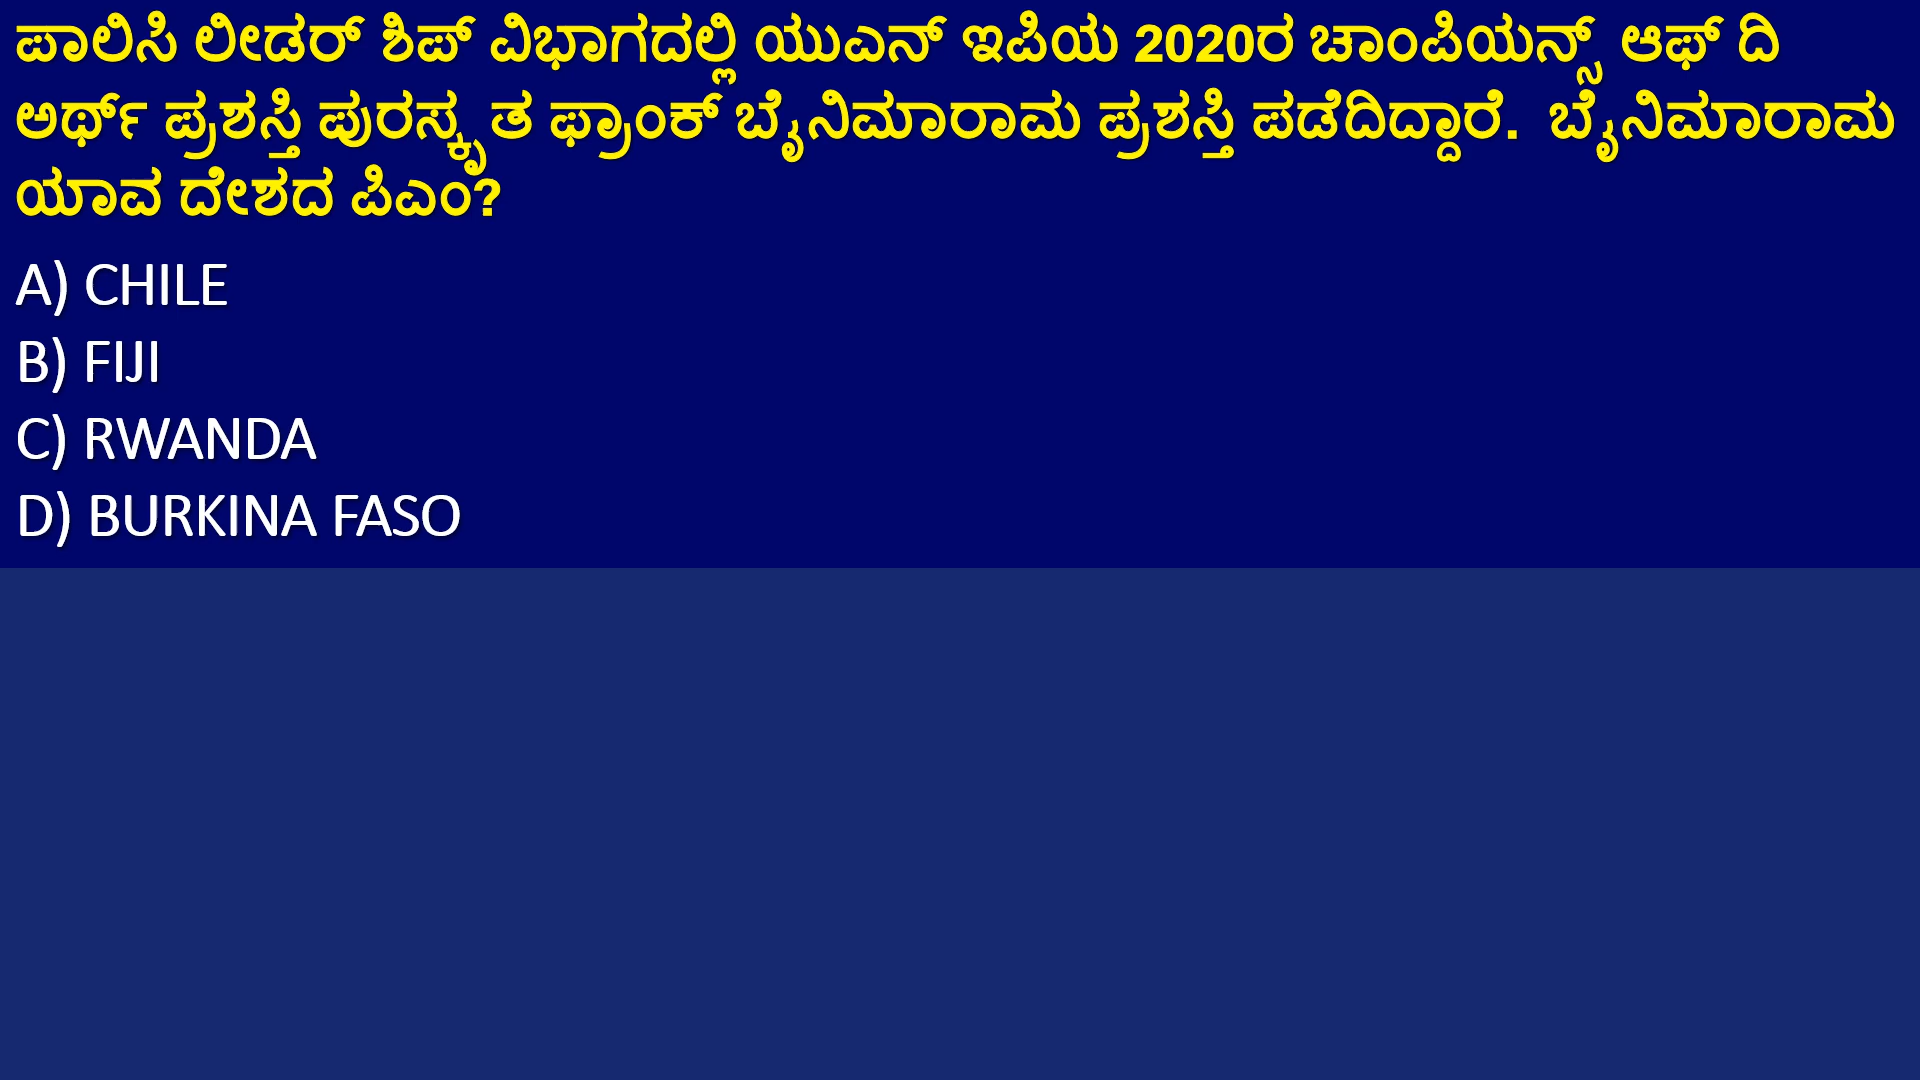 ಪಾಲಿಸಿ ಲೀಡರ್ ಶಿಪ್ ವಿಭಾಗದಲ್ಲಿ ಯುಎನ್ ಇಪಿಯ 2020ರ ಚಾಂಪಿಯನ್ಸ್ ಆಫ್ ದಿ
ಅರ್ಥ್ ಪ್ರಶಸ್ತಿ ಪುರಸ್ಕೃತ ಫ್ರಾಂಕ್ ಬೈನಿಮಾರಾಮ ಪ್ರಶಸ್ತಿ ಪಡೆದಿದ್ದಾರೆ. ಬೈನಿಮಾರಾಮ
ಯಾವ ದೇಶದ ಪಿಎಂ?
A) CHILE
B) FIJI
C) RWANDA
D) BURKINA FASO